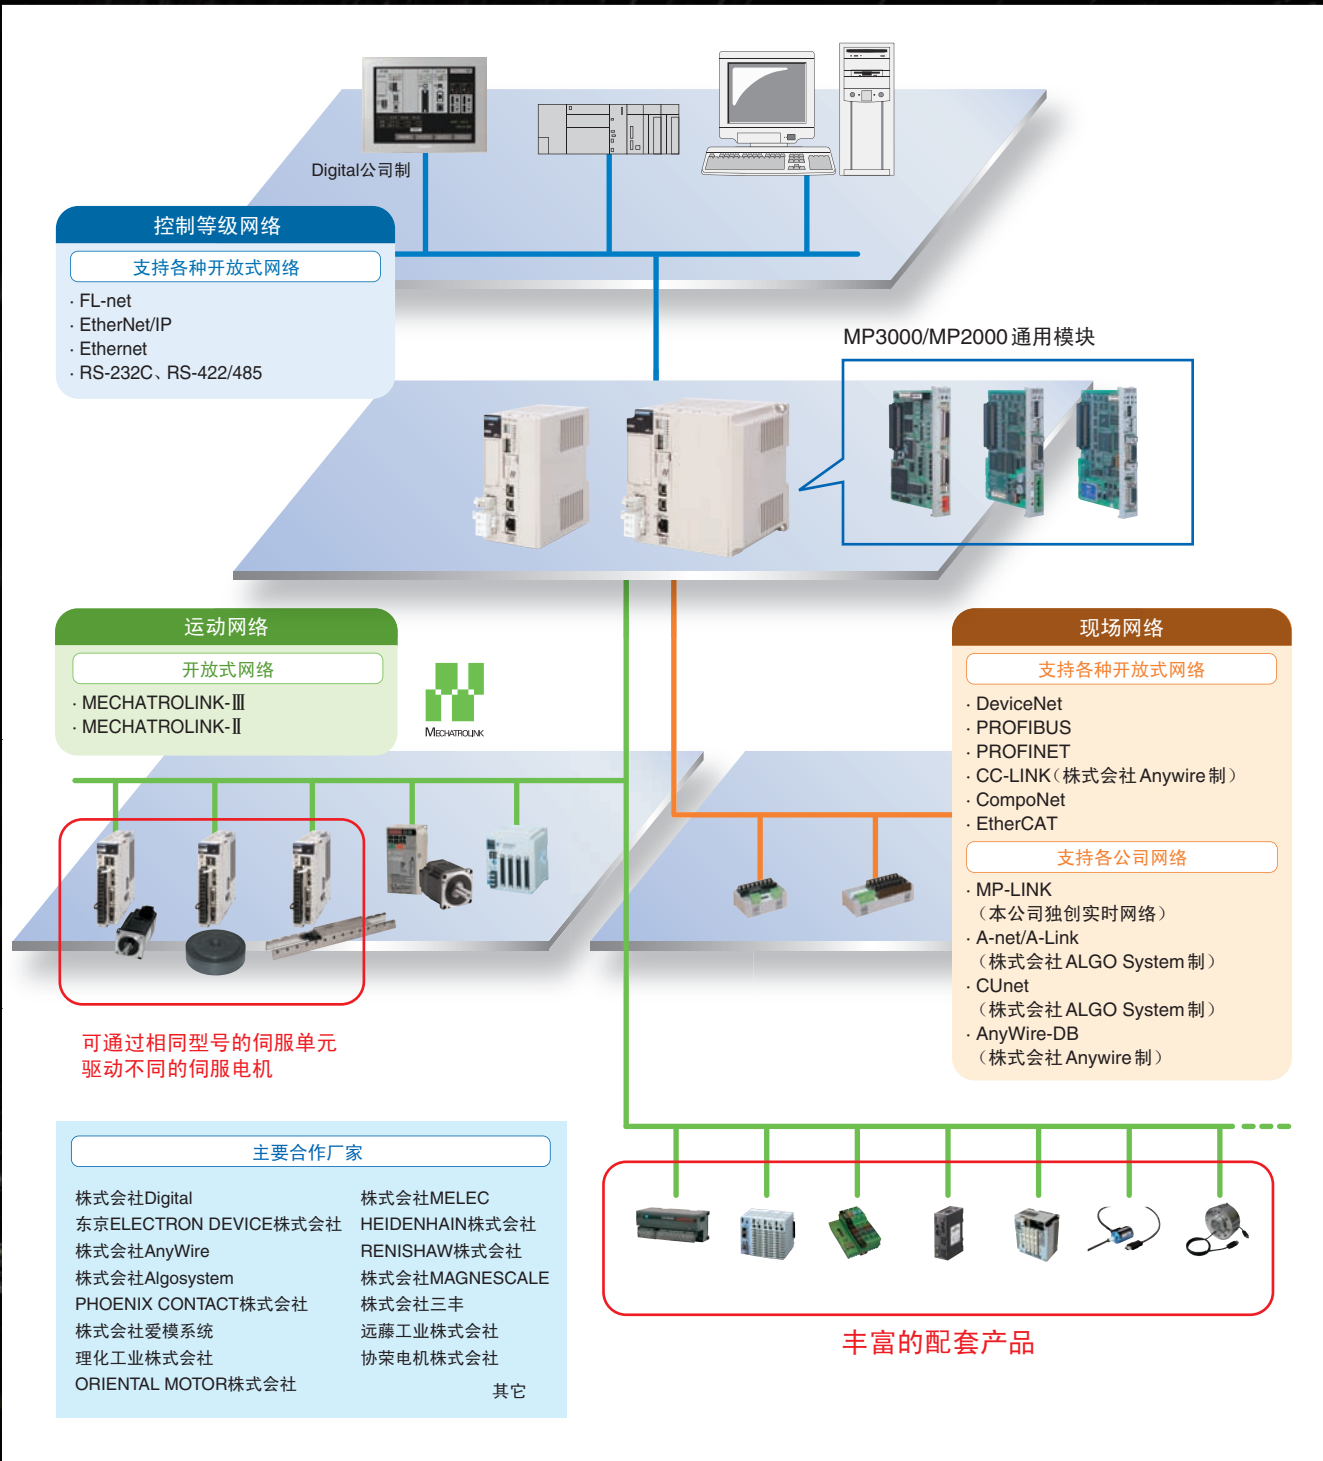 Digital公司制
控制等级网络
支持各种开放式网络
· FL-net
· EtherNet/IP
· Ethernet
· RS-232C、RS-422/485
MP3000/MP2000通用模块
运动网络
开放式网络
· MECHATROLINK-Ⅲ
· MECHATROLINK-Ⅱ
MECHATROLINK
现场网络
支持各种开放式网络
· DeviceNet
· PROFIBUS
· PROFINET
· CC-LINK（株式会社Anywire制）
· CompoNet
· EtherCAT
支持各公司网络
· MP-LINK
（本公司独创实时网络）
· A-net/A-Link
（株式会社ALGO System制）
· CUnet
（株式会社ALGO System制）
· AnyWire-DB
（株式会社Anywire制）
可通过相同型号的伺服单元
驱动不同的伺服电机
主要合作厂家
株式会社Digital
东京ELECTRON DEVICE株式会社
株式会社AnyWire
株式会社Algosystem
PHOENIX CONTACT株式会社
株式会社爱模系统
理化工业株式会社
ORIENTAL MOTOR株式会社
株式会社MELEC
HEIDENHAIN株式会社
RENISHAW株式会社
株式会社MAGNESCALE
株式会社三丰
远藤工业株式会社
协荣电机株式会社
其它
丰富的配套产品